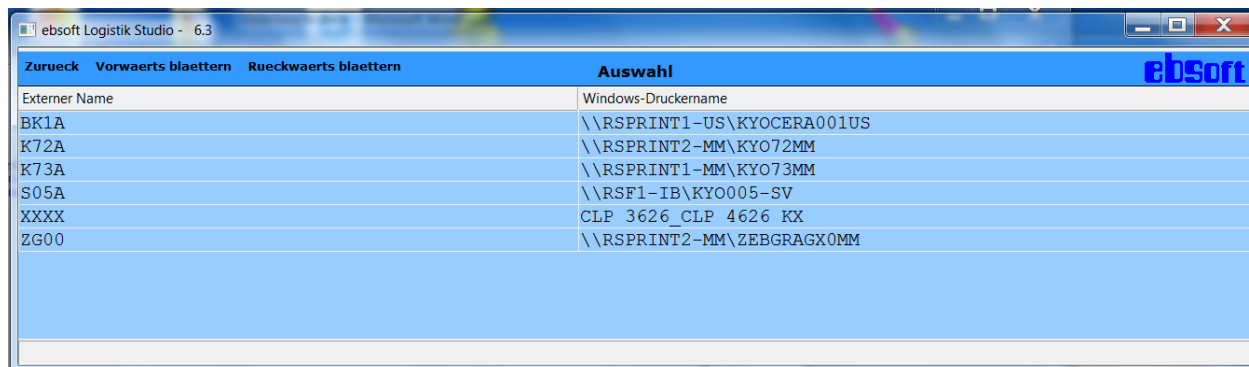 ebsoft Logistik Studio - 6.3
Zurueck Vorwaerts blaettern Rueckwaerts blaettern Auswahl ebsoft
Externer Name Windows-Druckername
BK1A \\RSPRINT1-US\KYOCERA001US
K72A \\RSPRINT2-MM\KYO72MM
K73A \\RSPRINT1-MM\KYO73MM
S05A \\RSF1-IB\KYO005-SV
XXXX CLP 3626_CLP 4626 KX
ZG00 \\RSPRINT2-MM\ZEBGRAGX0MM